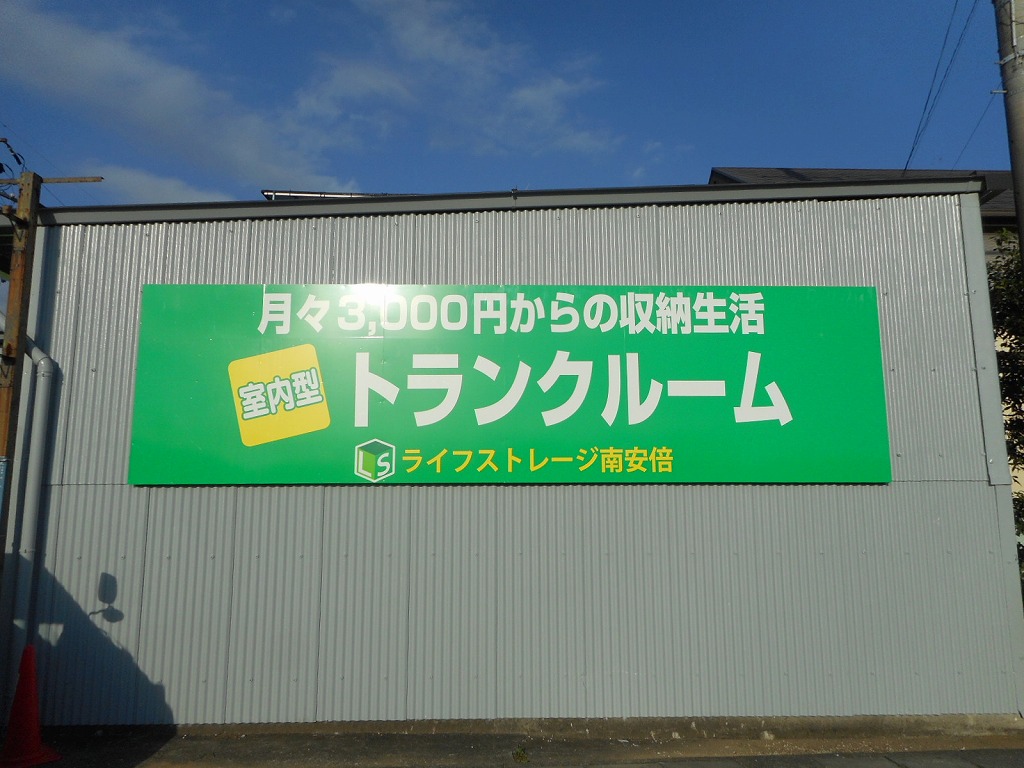 月々3,000円からの収納生活
室内型
トランクルーム
LS
ライフストレージ南安倍